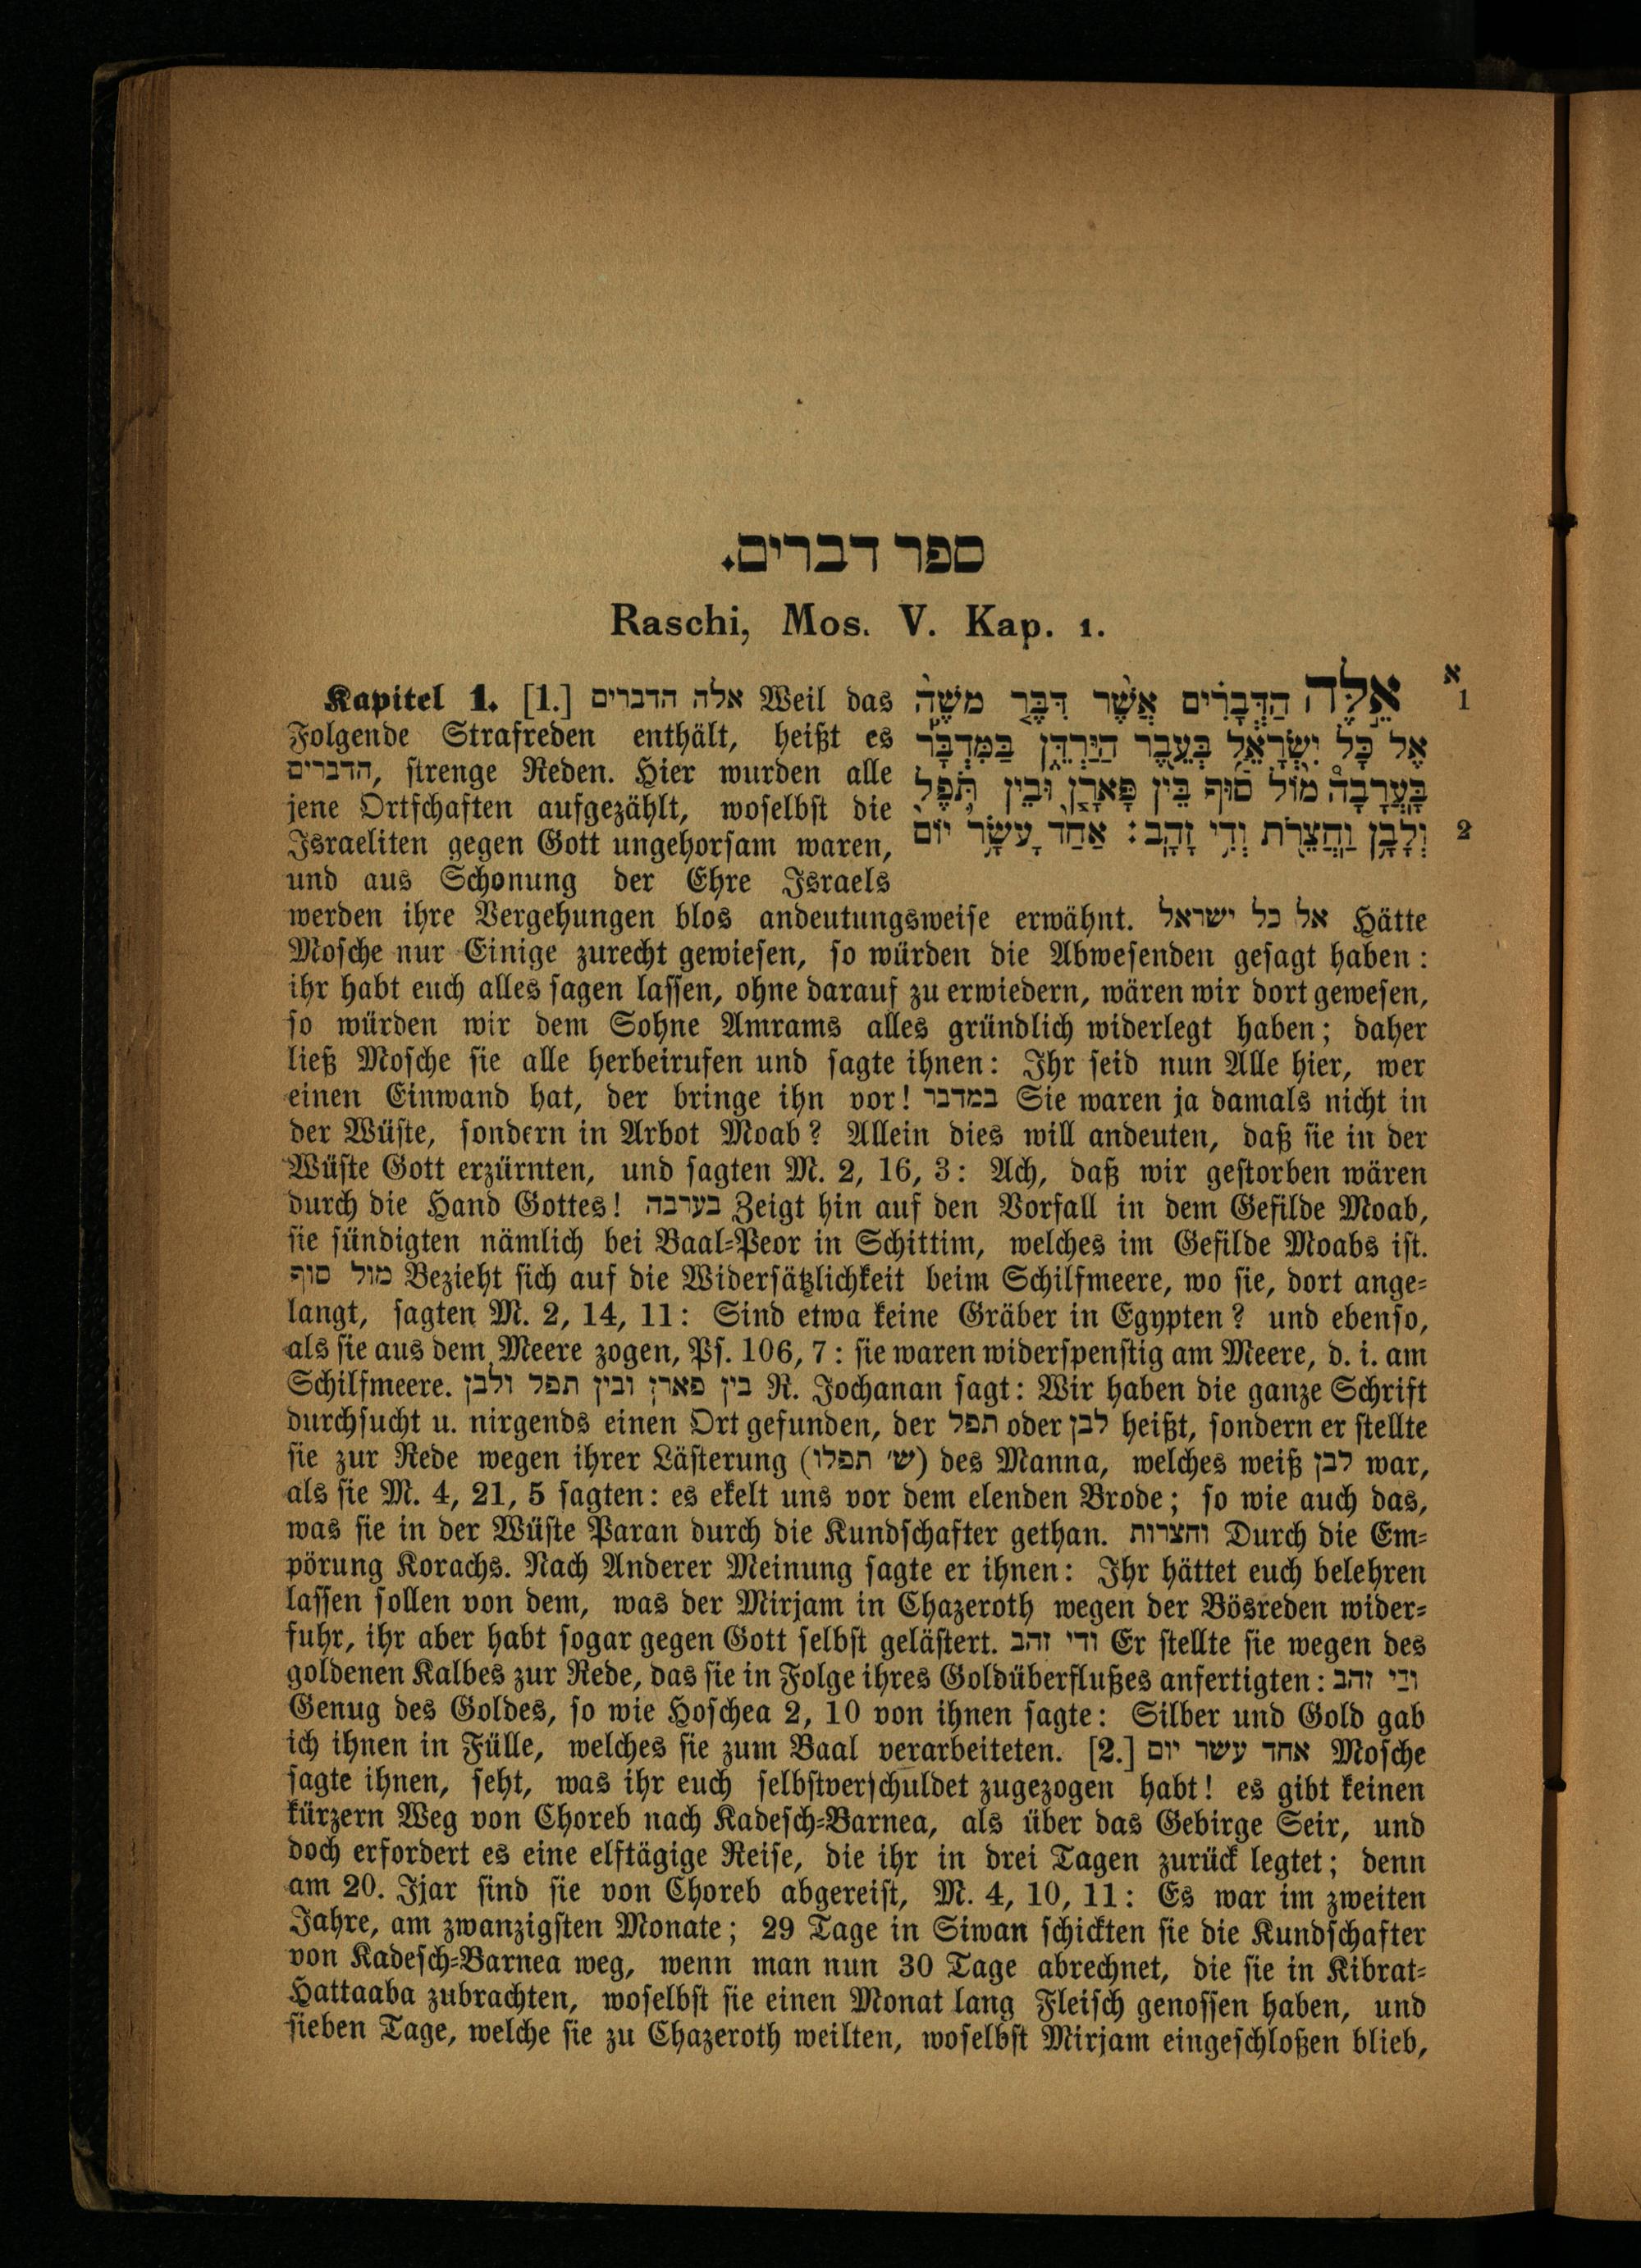 ספר דברים.
Raschi, Mos. V. Kap. 1.
א
1 אֵ֣לֶּה הַדְּבָרִ֗ים אֲשֶׁ֨ר דִּבֶּ֤ר מֹשֶׁה֙
אֶל כָּל יִשְׂרָאֵ֔ל בְּעֵ֖בֶר הַיַּרְדֵּ֑ן בַּמִּדְבָּ֡ר
בָּֽעֲרָבָה֩ מ֨וֹל ס֜וּף בֵּֽין פָּארָ֧ן וּבֵֽין תֹּ֛פֶל
2 וְלָבָ֥ן וַֽחֲצֵרֹ֖ת וְדִ֥י זָהָֽב׃ אַחַ֨ד עָשָׂ֥ר יוֹם֙
Kapitel 1. [1.] אלה הדברים Weil das
Folgende Strafreden enthält, heißt es
הדברים, strenge Reden. Hier wurden alle
jene Ortschaften aufgezählt, woselbst die
Israeliten gegen Gott ungehorsam waren,
und aus Schonung der Ehre Israels
werden ihre Vergehungen blos andeutungsweise erwähnt. אל כל ישראל Hätte
Mosche nur Einige zurecht gewiesen, so würden die Abwesenden gesagt haben:
ihr habt euch alles sagen lassen, ohne darauf zu erwiedern, wären wir dort gewesen,
so würden wir dem Sohne Amrams alles gründlich widerlegt haben; daher
ließ Mosche sie alle herbeirufen und sagte ihnen: Ihr seid nun Alle hier, wer
einen Einwand hat, der bringe ihn vor! במדבר Sie waren ja damals nicht in
der Wüste, sondern in Arbot Moab? Allein dies will andeuten, daß sie in der
Wüste Gott erzürnten, und sagten M. 2, 16, 3: Ach, daß wir gestorben wären
durch die Hand Gottes! בערבה Zeigt hin auf den Vorfall in dem Gefilde Moab,
sie sündigten nämlich bei Baal-Peor in Schittim, welches im Gefilde Moabs ist.
מול סוף Bezieht sich auf die Widersätzlichkeit beim Schilfmeere, wo sie, dort ange-
langt, sagten M. 2, 14, 11: Sind etwa keine Gräber in Egypten? und ebenso,
als sie aus dem Meere zogen, Ps. 106, 7: sie waren widerspenstig am Meere, d. i. am
Schilfmeere. בין פארן ובין תפל ולבן R. Jochanan sagt: Wir haben die ganze Schrift
durchsucht u. nirgends einen Ort gefunden, der תפל oder לבן heißt, sondern er stellte
sie zur Rede wegen ihrer Lästerung (ש׳ תפלו) des Manna, welches weiß לבן war,
als sie M. 4, 21, 5 sagten: es ekelt uns vor dem elenden Brode; so wie auch das,
was sie in der Wüste Paran durch die Kundschafter gethan. וחצרות Durch die Em-
pörung Korachs. Nach Anderer Meinung sagte er ihnen: Ihr hättet euch belehren
lassen sollen von dem, was der Mirjam in Chazeroth wegen der Bösreden wider-
fuhr, ihr aber habt sogar gegen Gott selbst gelästert. ודי זהב Er stellte sie wegen des
goldenen Kalbes zur Rede, das sie in Folge ihres Goldüberflußes anfertigten: ודי זהב
Genug des Goldes, so wie Hoschea 2, 10 von ihnen sagte: Silber und Gold gab
ich ihnen in Fülle, welches sie zum Baal verarbeiteten. [2.] אחד עשר יום Mosche
sagte ihnen, seht, was ihr euch selbstverschuldet zugezogen habt! es gibt keinen
kürzern Weg von Choreb nach Kadesch-Barnea, als über das Gebirge Seir, und
doch erfordert es eine elftägige Reise, die ihr in drei Tagen zurück legtet; denn
am 20. Ijar sind sie von Choreb abgereist, M. 4, 10, 11: Es war im zweiten
Jahre, am zwanzigsten Monate; 29 Tage in Siwan schickten sie die Kundschafter
von Kadesch-Barnea weg, wenn man nun 30 Tage abrechnet, die sie in Kibrat-
Hattaaba zubrachten, woselbst sie einen Monat lang Fleisch genossen haben, und
sieben Tage, welche sie zu Chazeroth weilten, woselbst Mirjam eingeschloßen blieb,